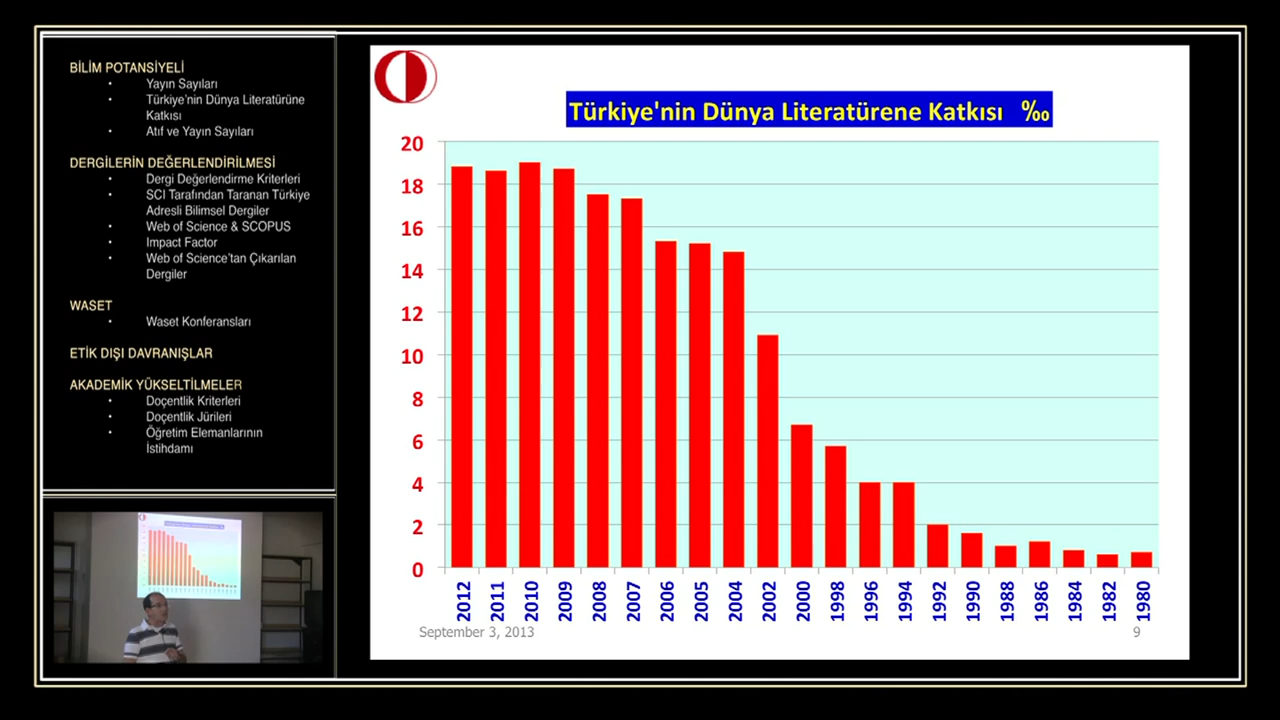 BİLİM POTANSİYELİ
• Yayın Sayıları
• Türkiye'nin Dünya Literatürüne
Katkısı
• Atıf ve Yayın Sayıları
DERGİLERİN DEĞERLENDİRİLMESİ
• Dergi Değerlendirme Kriterleri
• SCI Tarafından Taranan Türkiye
Adresli Bilimsel Dergiler
• Web of Science & SCOPUS
• Impact Factor
• Web of Science'tan Çıkarılan
Dergiler
WASET
• Waset Konferansları
ETİK DIŞI DAVRANIŞLAR
AKADEMİK YÜKSELTİLMELER
• Doçentlik Kriterleri
• Doçentlik Jürileri
• Öğretim Elemanlarının
İstihdamı
Türkiye'nin Dünya Literatürene Katkısı ‰
20
18
16
14
12
10
8
6
4
2
0
2012 2011 2010 2009 2008 2007 2006 2005 2004 2002 2000 1998 1996 1994 1992 1990 1988 1986 1984 1982 1980
September 3, 2013 9